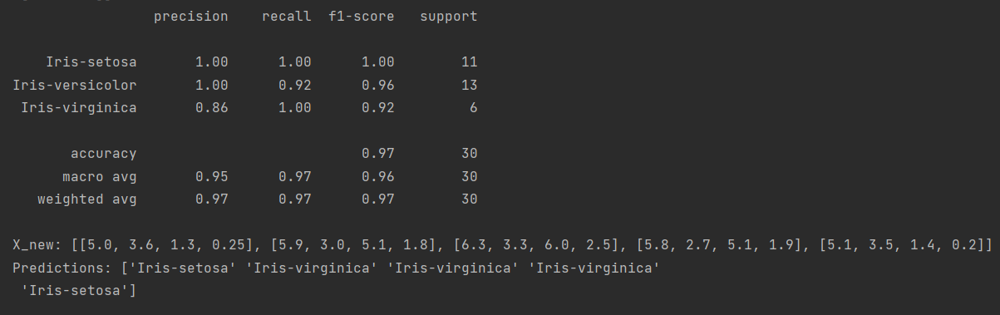 precision recall f1-score support
Iris-setosa 1.00 1.00 1.00 11
Iris-versicolor 1.00 0.92 0.96 13
Iris-virginica 0.86 1.00 0.92 6
accuracy 0.97 30
macro avg 0.95 0.97 0.96 30
weighted avg 0.97 0.97 0.97 30
X_new: [[5.0, 3.6, 1.3, 0.25], [5.9, 3.0, 5.1, 1.8], [6.3, 3.3, 6.0, 2.5], [5.8, 2.7, 5.1, 1.9], [5.1, 3.5, 1.4, 0.2]]
Predictions: ['Iris-setosa' 'Iris-virginica' 'Iris-virginica' 'Iris-virginica'
'Iris-setosa']